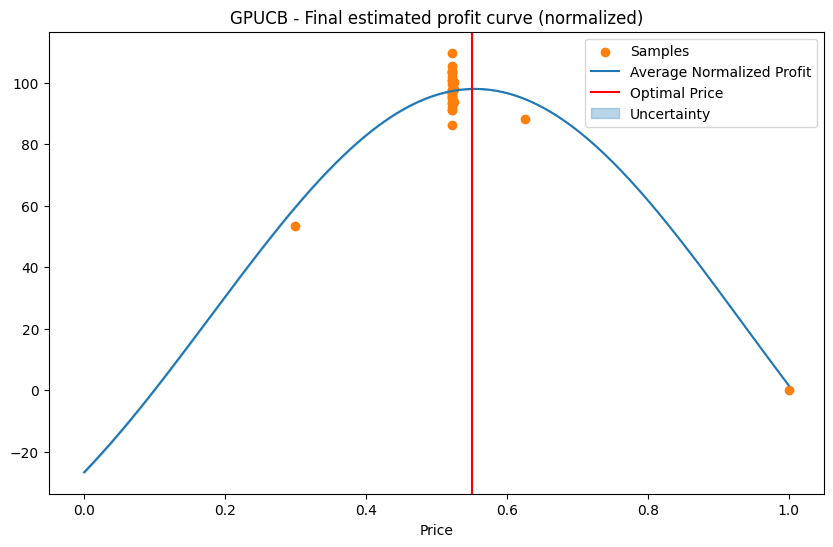 GPUCB - Final estimated profit curve (normalized)
Samples
Average Normalized Profit
Optimal Price
Uncertainty
100
80
60
40
20
0
−20
0.0 0.2 0.4 0.6 0.8 1.0
Price